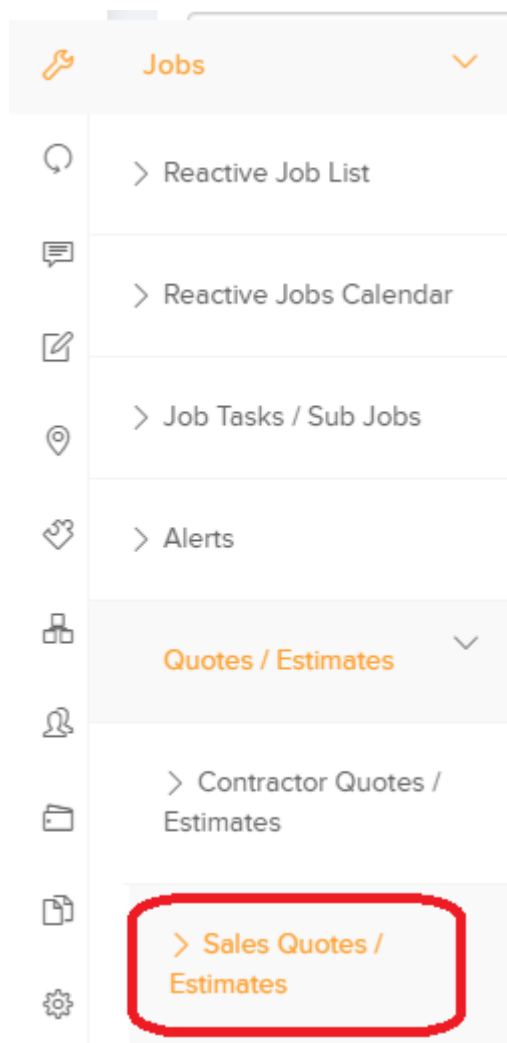 Jobs
Reactive Job List
Reactive Jobs Calendar
Job Tasks / Sub Jobs
Alerts
Quotes / Estimates
Contractor Quotes /
Estimates
Sales Quotes /
Estimates